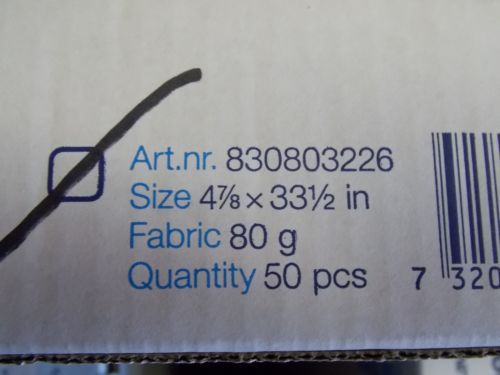 Art.nr. 830803226
Size 4⅞ × 33½ in
Fabric 80 g
Quantity 50 pcs
7 320